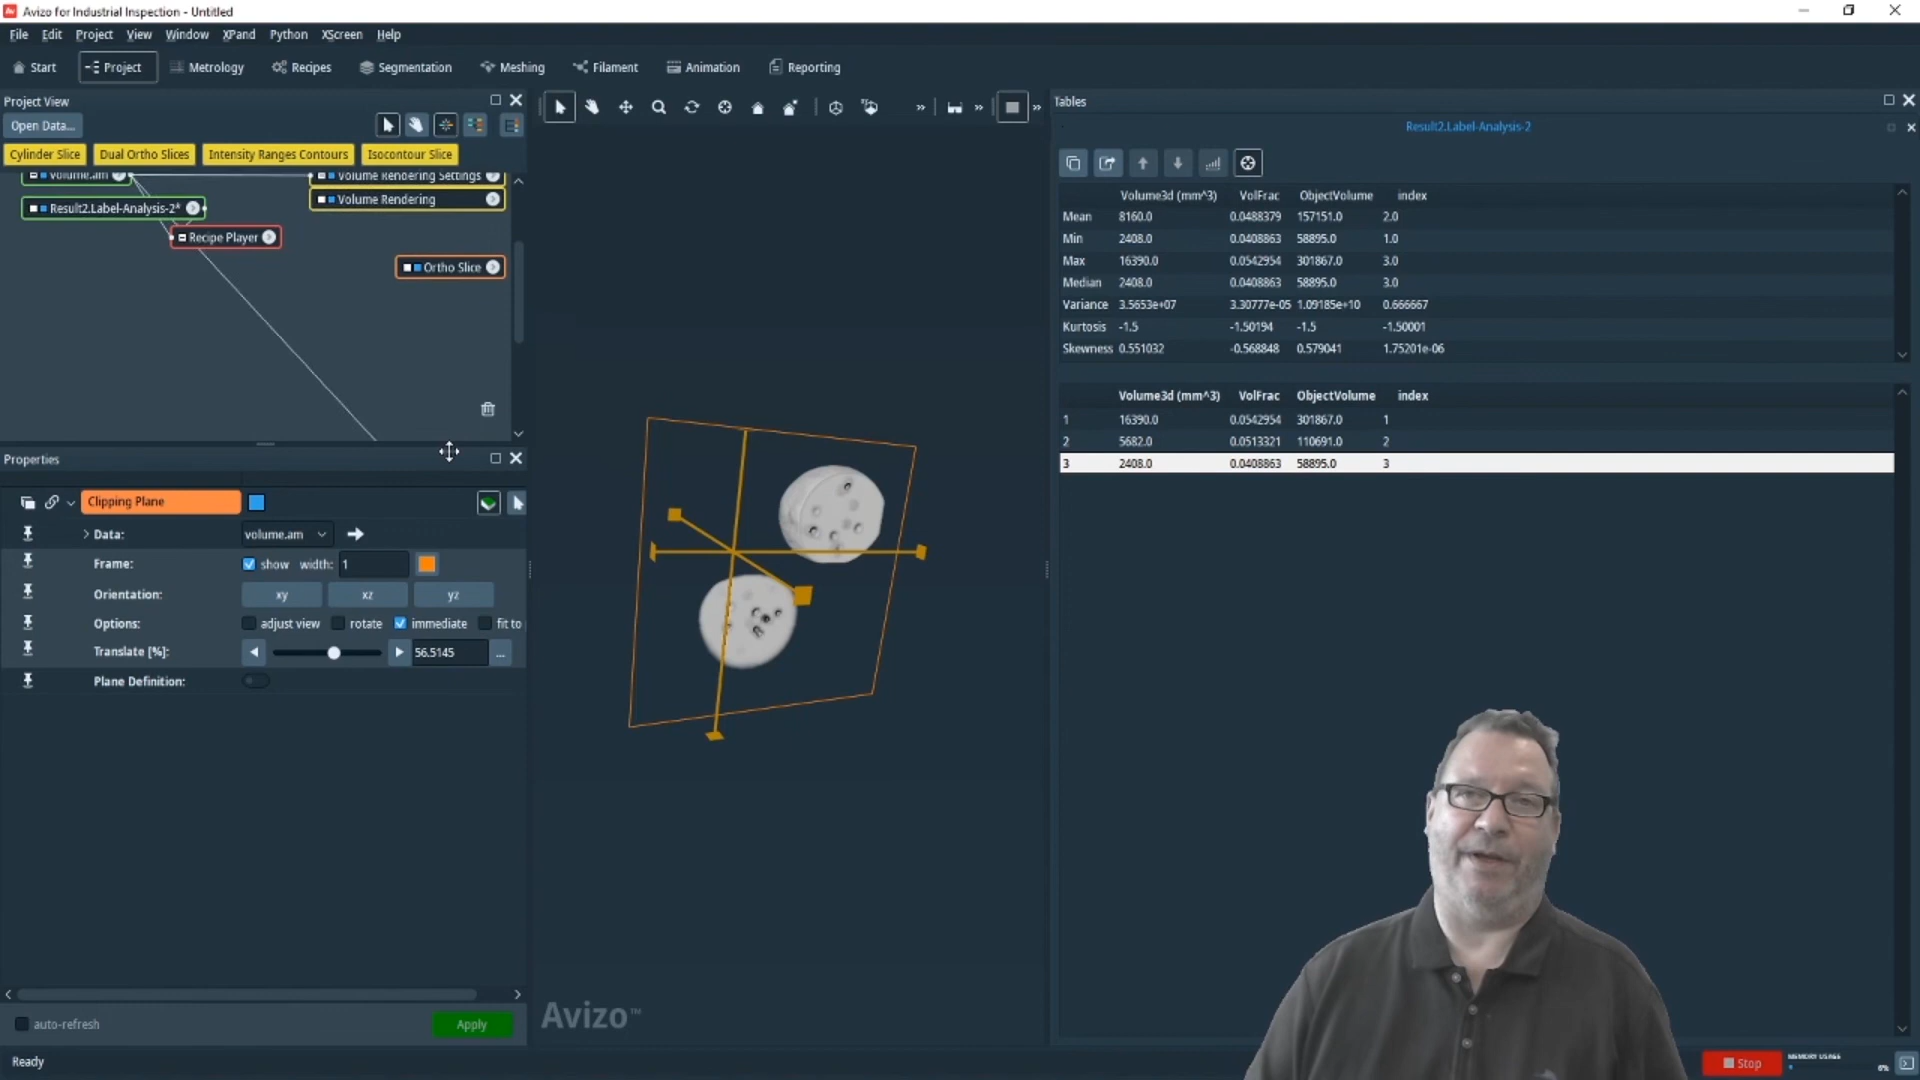 Avizo for Industrial Inspection - Untitled
File Edit Project View Window XPand Python XScreen Help
Start Project Metrology Recipes Segmentation Meshing Filament Animation Reporting
Project View
Open Data...
Cylinder Slice Dual Ortho Slices Intensity Ranges Contours Isocontour Slice
volume.am Volume Rendering Settings
Volume Rendering
Result2.Label-Analysis-2*
Recipe Player
Ortho Slice
Properties
Clipping Plane
Data: volume.am
Frame: show width: 1
Orientation: xy xz yz
Options: adjust view rotate immediate fit to
Translate [%]: 56.5145 ...
Plane Definition:
auto-refresh Apply
Ready
Avizo™
Tables
Result2.Label-Analysis-2
Volume3d (mm^3) VolFrac ObjectVolume index
Mean 8160.0 0.0488379 157151.0 2.0
Min 2408.0 0.0408863 58895.0 1.0
Max 16390.0 0.0542954 301867.0 3.0
Median 2408.0 0.0408863 58895.0 3.0
Variance 3.5653e+07 3.30777e-05 1.09185e+10 0.666667
Kurtosis -1.5 -1.50194 -1.5 -1.50001
Skewness 0.551032 -0.568848 0.579041 1.75201e-06
Volume3d (mm^3) VolFrac ObjectVolume index
1 16390.0 0.0542954 301867.0 1
2 5682.0 0.0513321 110691.0 2
3 2408.0 0.0408863 58895.0 3
Stop
MEMORY USAGE